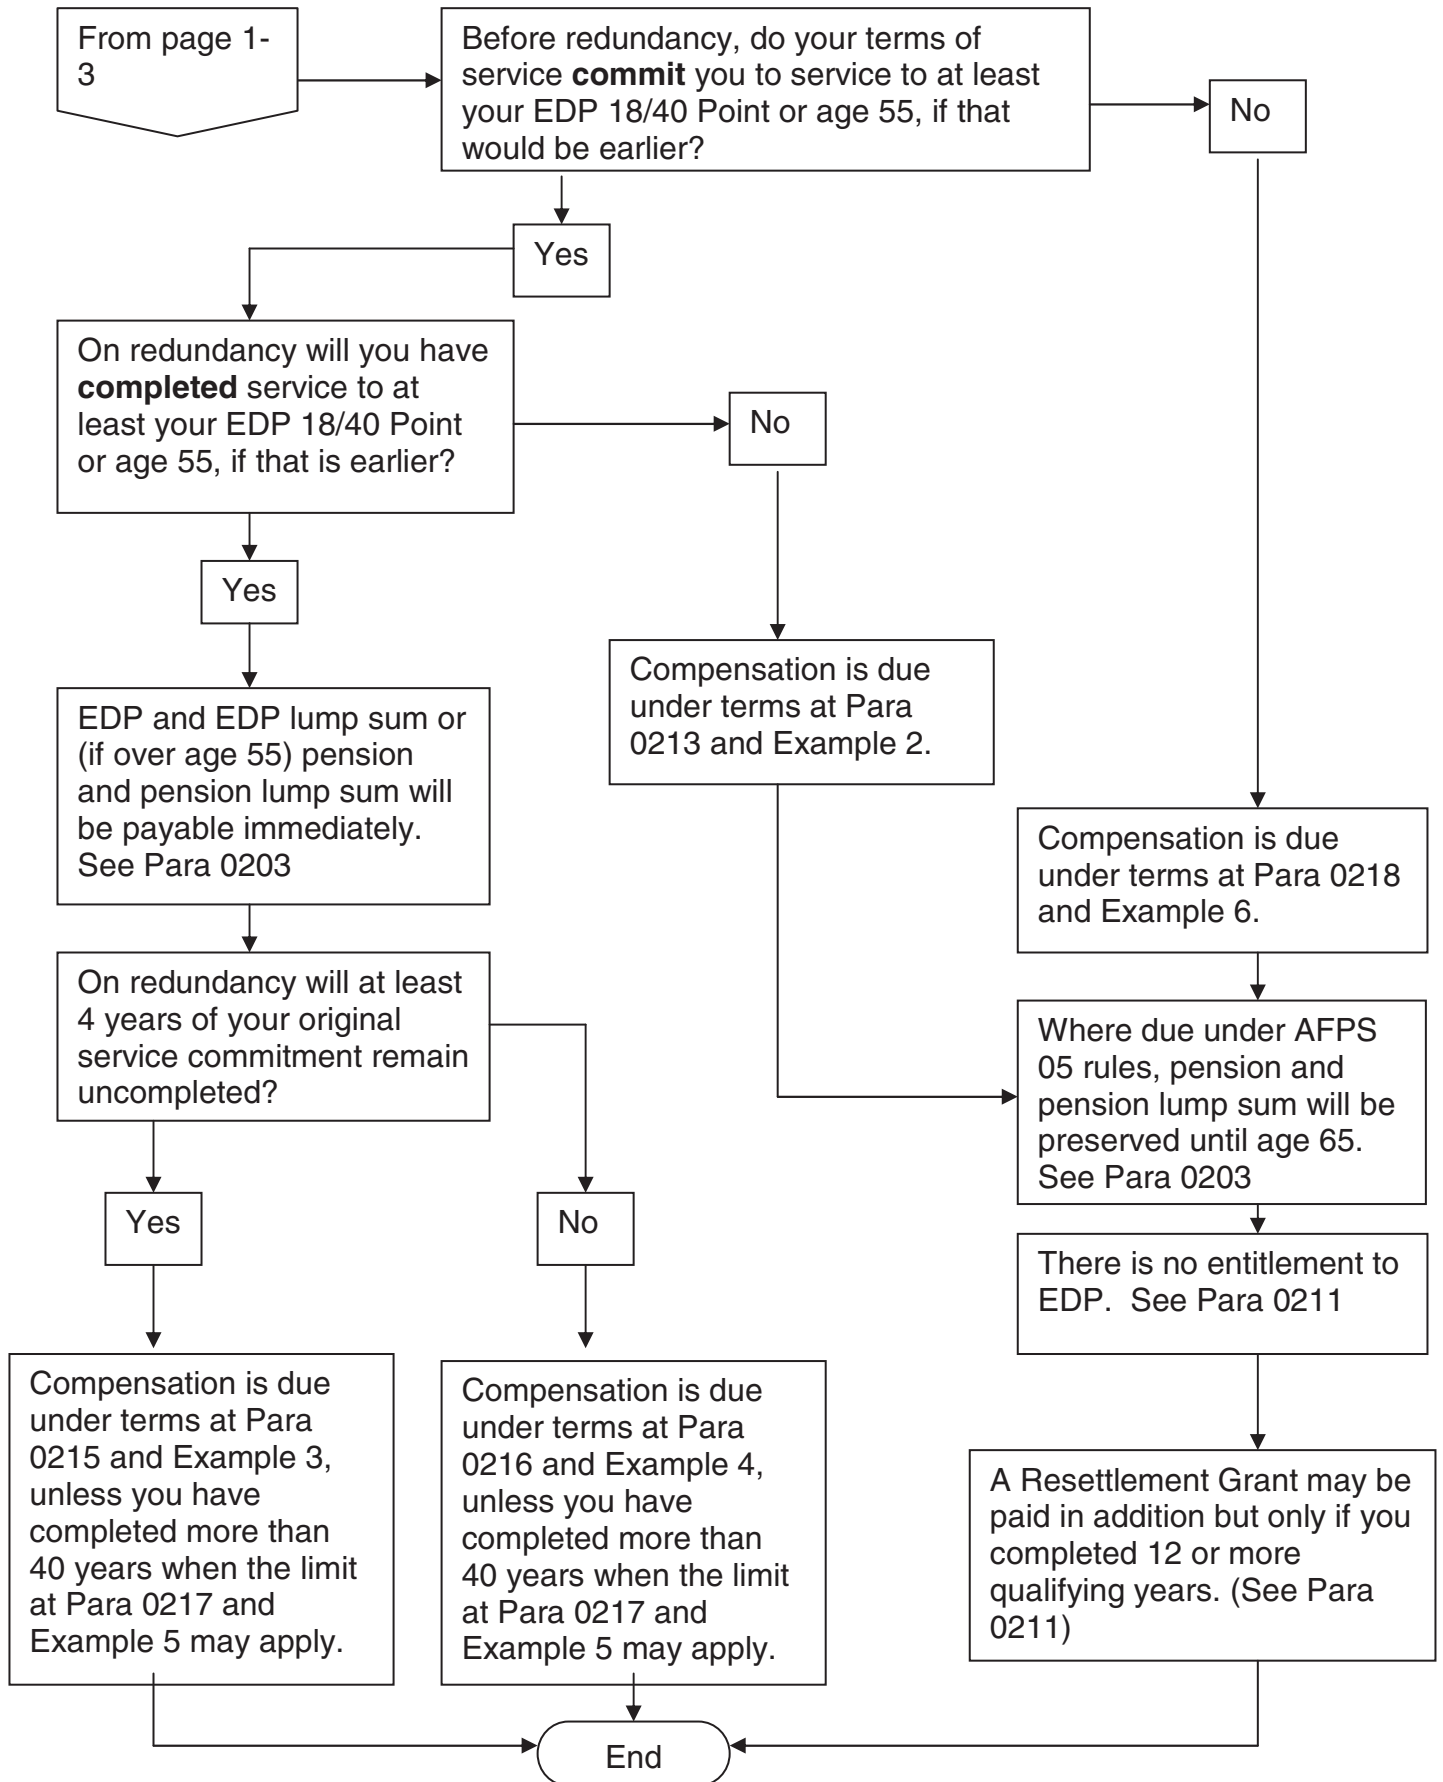 From page 1-
3
Before redundancy, do your terms of
service commit you to service to at least
your EDP 18/40 Point or age 55, if that
would be earlier?
No
Yes
On redundancy will you have
completed service to at
least your EDP 18/40 Point
or age 55, if that is earlier?
No
Yes
Compensation is due
under terms at Para
0213 and Example 2.
EDP and EDP lump sum or
(if over age 55) pension
and pension lump sum will
be payable immediately.
See Para 0203
Compensation is due
under terms at Para 0218
and Example 6.
On redundancy will at least
4 years of your original
service commitment remain
uncompleted?
Where due under AFPS
05 rules, pension and
pension lump sum will be
preserved until age 65.
See Para 0203
Yes
No
There is no entitlement to
EDP.  See Para 0211
Compensation is due
under terms at Para
0215 and Example 3,
unless you have
completed more than
40 years when the limit
at Para 0217 and
Example 5 may apply.
Compensation is due
under terms at Para
0216 and Example 4,
unless you have
completed more than
40 years when the limit
at Para 0217 and
Example 5 may apply.
A Resettlement Grant may be
paid in addition but only if you
completed 12 or more
qualifying years. (See Para
0211)
End